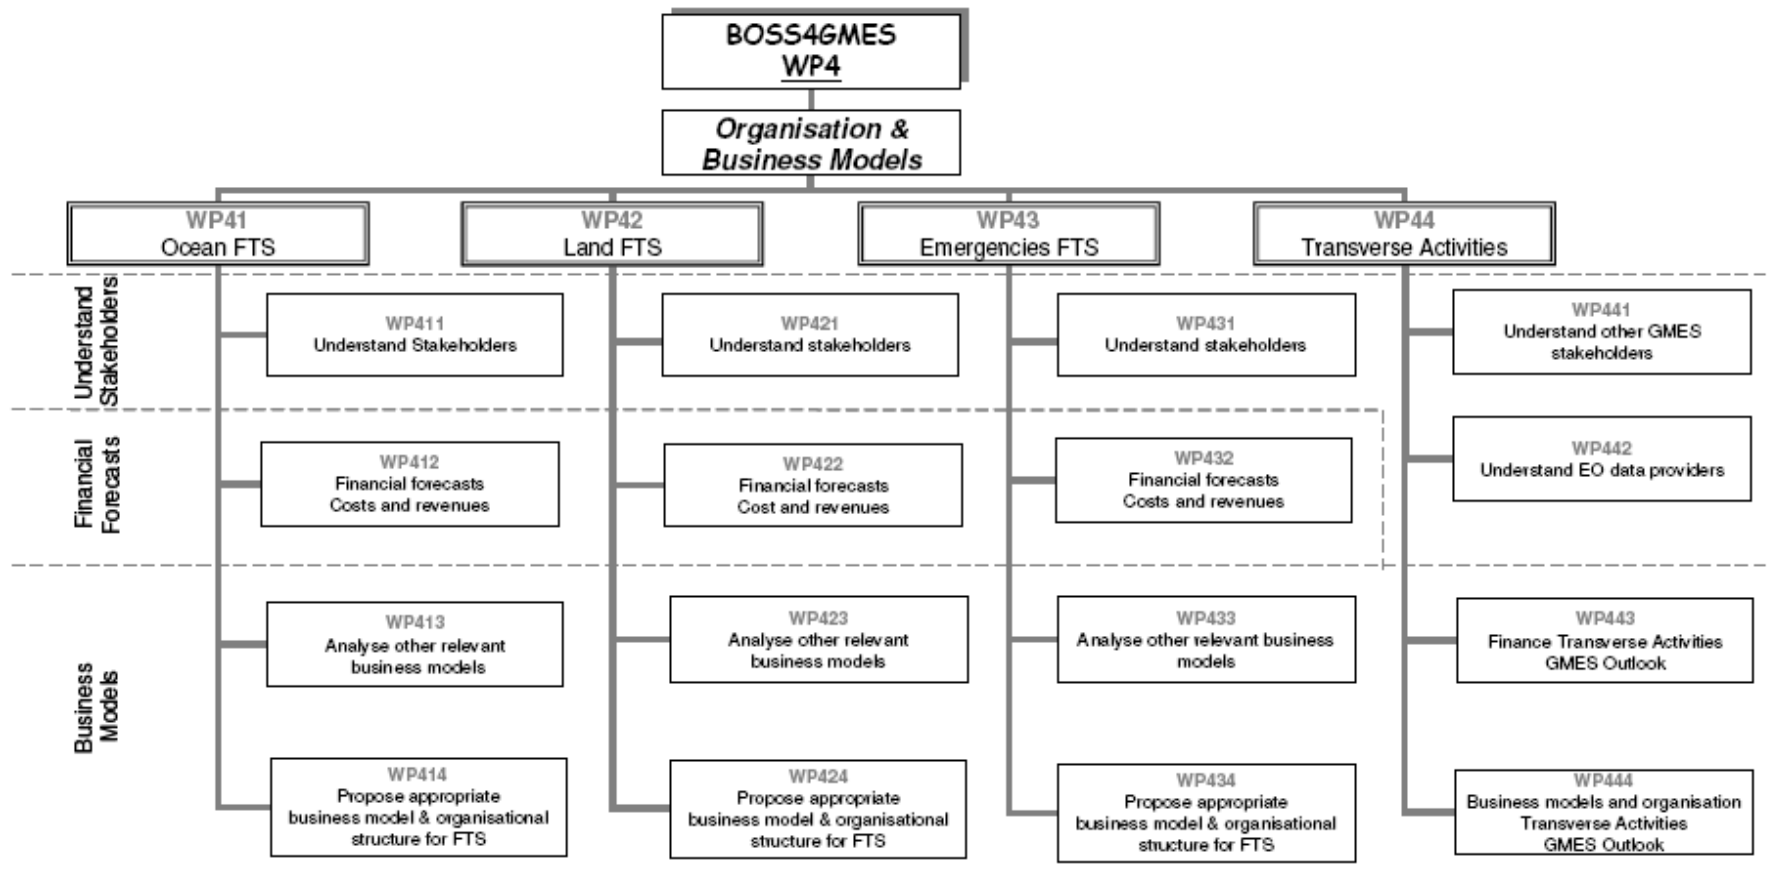 BOSS4GMES
WP4
Organisation &
Business Models
WP41
Ocean FTS
WP42
Land FTS
WP43
Emergencies FTS
WP44
Transverse Activities
Understand
Stakeholders
WP411
Understand Stakeholders
WP421
Understand stakeholders
WP431
Understand stakeholders
WP441
Understand other GMES
stakeholders
Financial
Forecasts
WP412
Financial forecasts
Costs and revenues
WP422
Financial forecasts
Cost and revenues
WP432
Financial forecasts
Costs and revenues
WP442
Understand EO data providers
Business
Models
WP413
Analyse other relevant
business models
WP423
Analyse other relevant
business models
WP433
Analyse other relevant business
models
WP443
Finance Transverse Activities
GMES Outlook
WP414
Propose appropriate
business model & organisational
structure for FTS
WP424
Propose appropriate
business model & organisational
structure for FTS
WP434
Propose appropriate
business model & organisational
structure for FTS
WP444
Business models and organisation
Transverse Activities
GMES Outlook